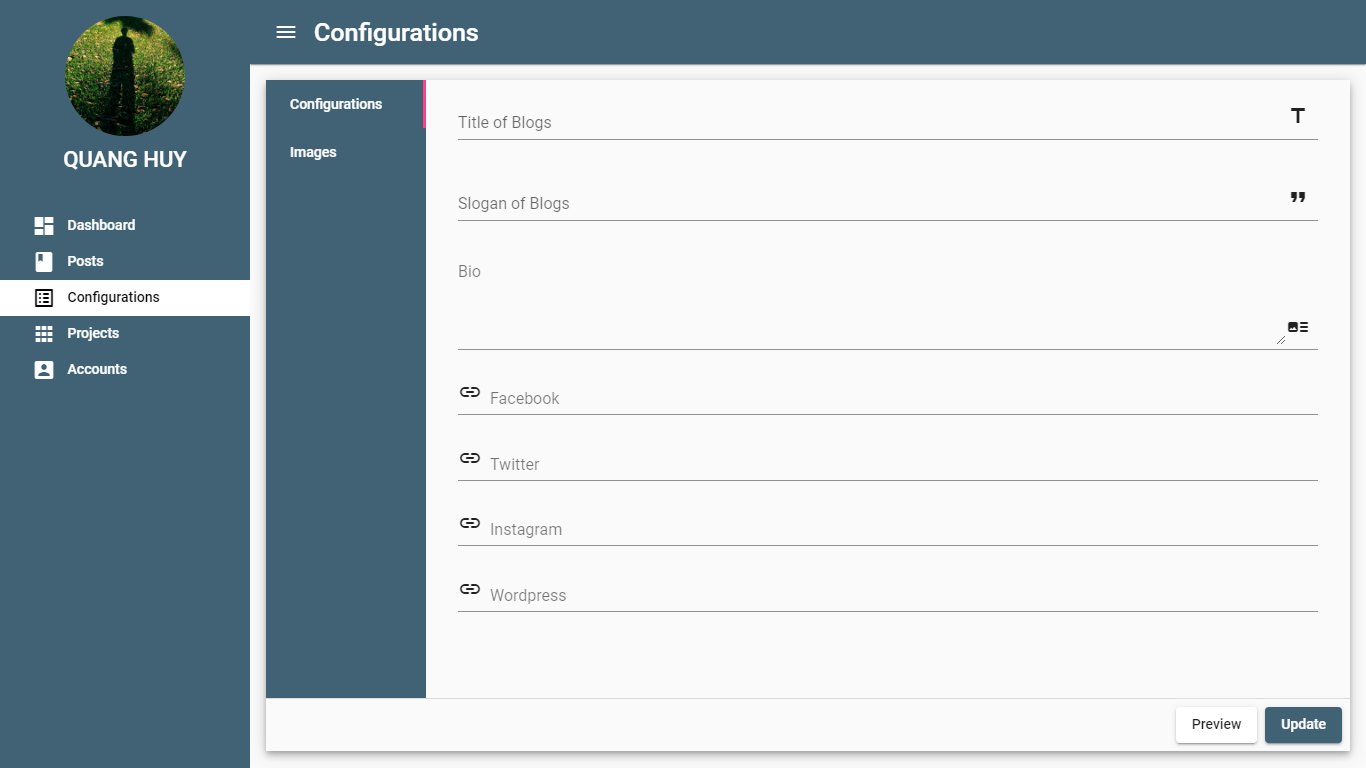 QUANG HUY
Dashboard
Posts
Configurations
Projects
Accounts
Configurations
Configurations
Images
Title of Blogs
Slogan of Blogs
Bio
Facebook
Twitter
Instagram
Wordpress
Preview
Update